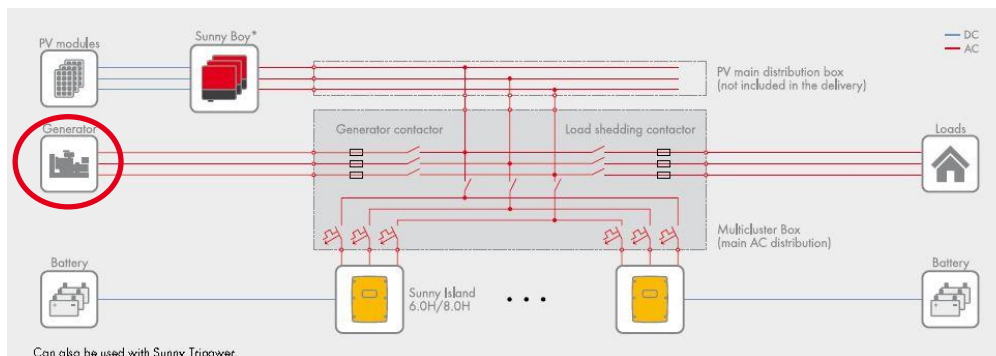 Sunny Boy*
PV modules
DC
AC
PV main distribution box
(not included in the delivery)
Generator
Generator contactor
Load shedding contactor
Loads
Multicluster Box
(main AC distribution)
Battery
Sunny Island
6.0H/8.0H
Battery
Can also be used with Sunny Tripower.